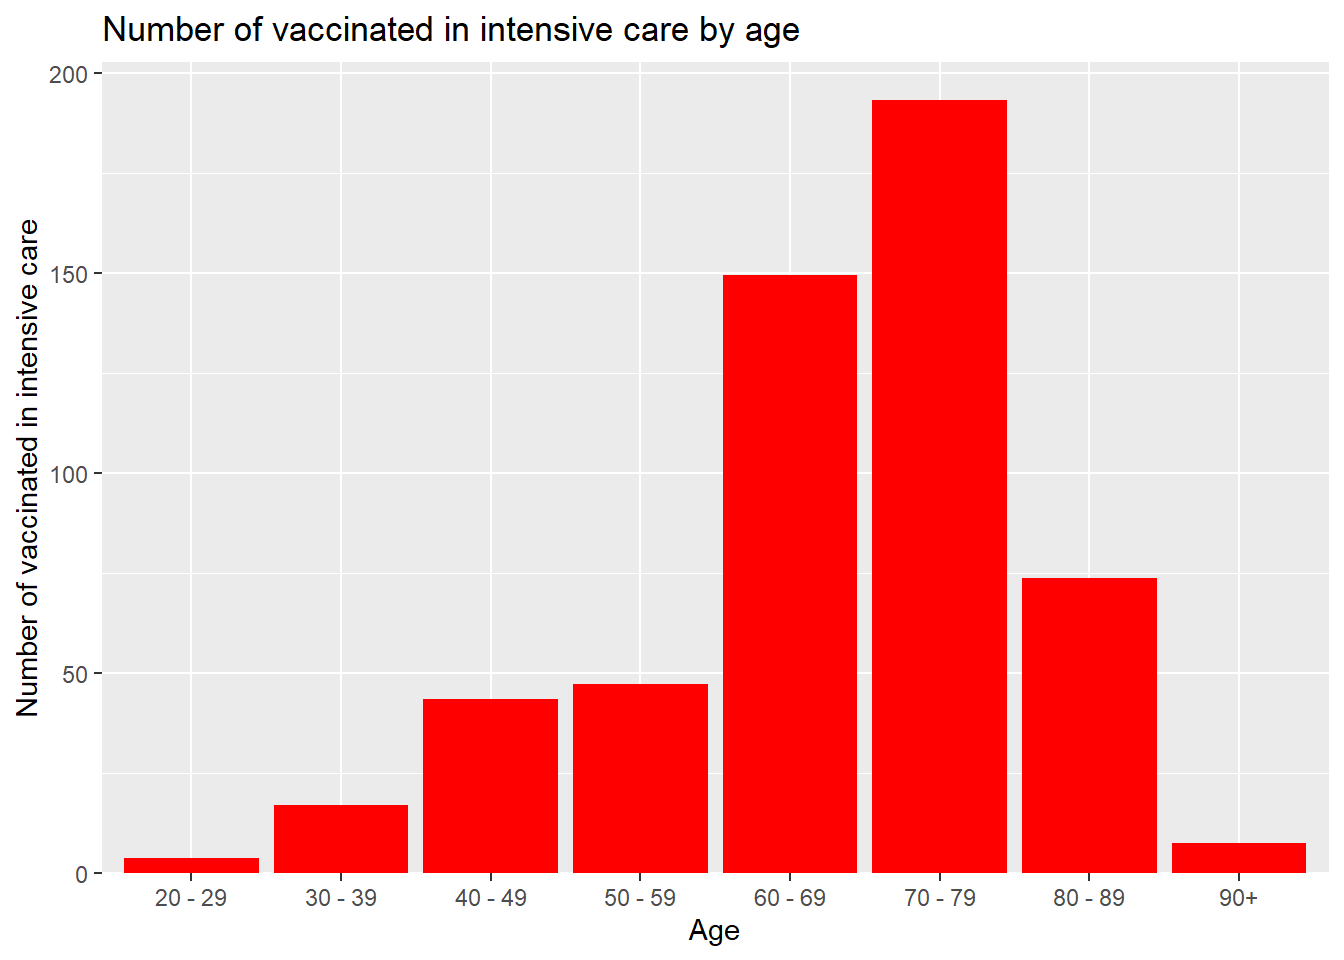 Number of vaccinated in intensive care by age
Number of vaccinated in intensive care
200
150
100
50
0
20 - 29
30 - 39
40 - 49
50 - 59
60 - 69
70 - 79
80 - 89
90+
Age